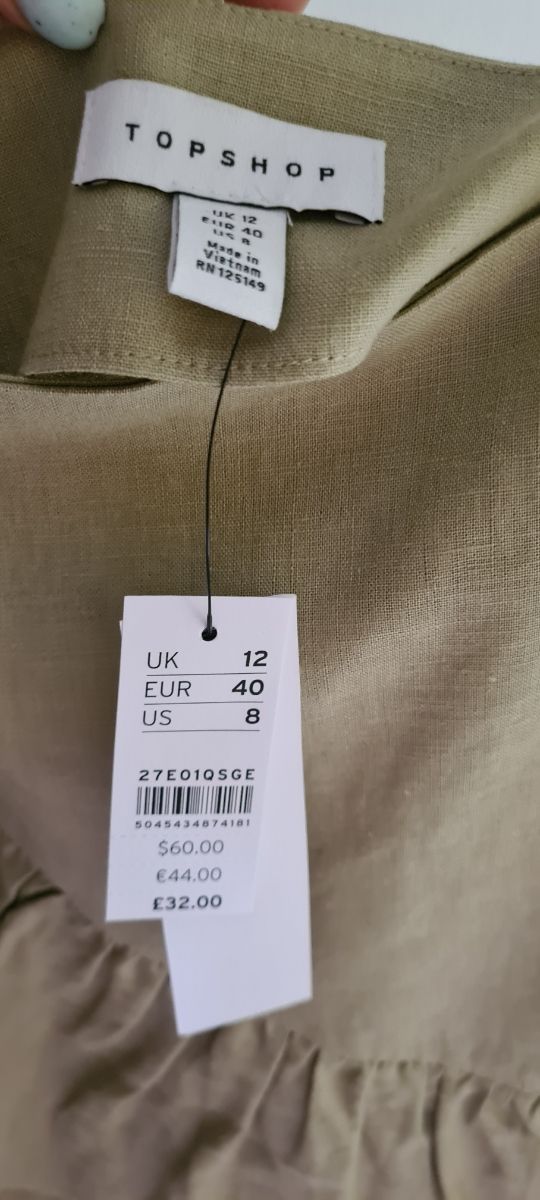 TOPSHOP
UK 12
EUR 40
US 8
Made in
Vietnam
RN125149
UK 12
EUR 40
US 8
27E01QSGE
5045434874181
$60.00
€44.00
£32.00